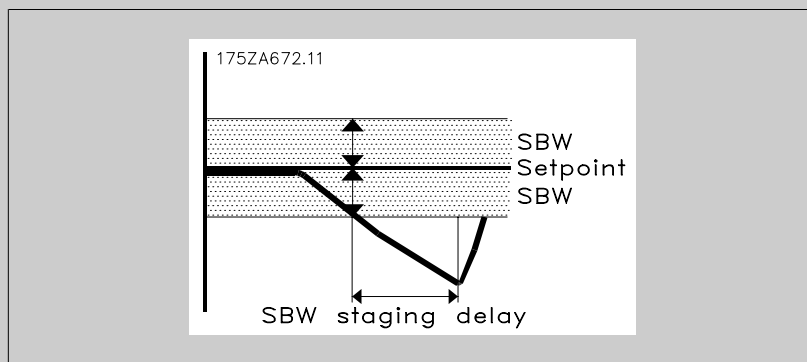 175ZA672.11
SBW
Setpoint
SBW
SBW staging delay